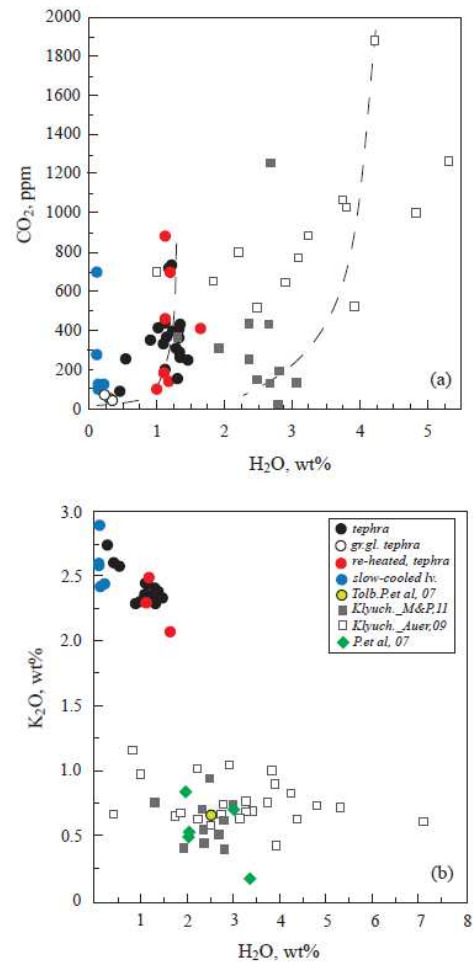 2000
1800
1600
1400
1200
1000
800
600
400
200
0
CO₂, ppm
(a)
0 1 2 3 4 5
H₂O, wt%
3.0
2.5
2.0
1.5
1.0
0.5
0.0
K₂O, wt%
tephra
gr.gl. tephra
re-heated, tephra
slow-cooled lv.
Tolb.P.et al, 07
Klyuch._M&P,11
Klyuch._Auer,09
P.et al, 07
(b)
1 2 3 4 5 6 7 8
H₂O, wt%